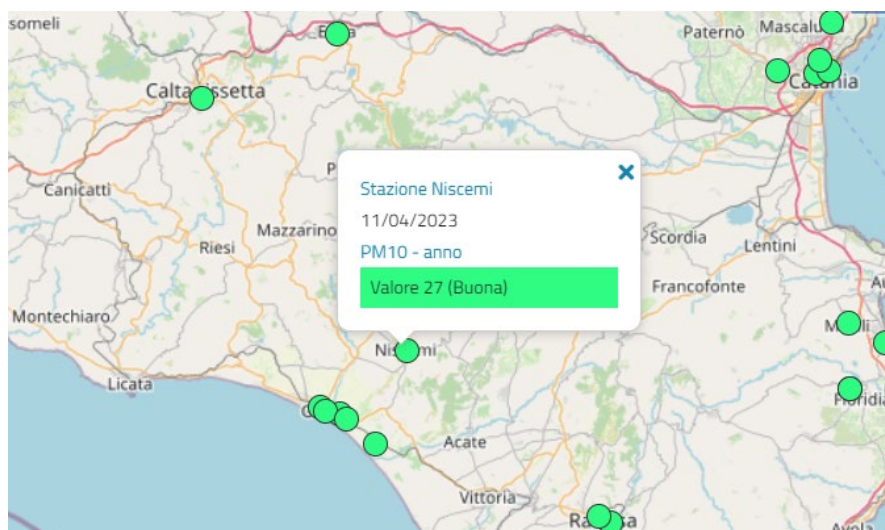 someli
Paternò
Mascalu
Catania
Canicattì
Stazione Niscemi
11/04/2023
PM10 - anno
Valore 27 (Buona)
Mazzarino
Riesi
Scordia
Lentini
Francofonte
Montechiaro
Licata
Acate
Vittoria
Avola